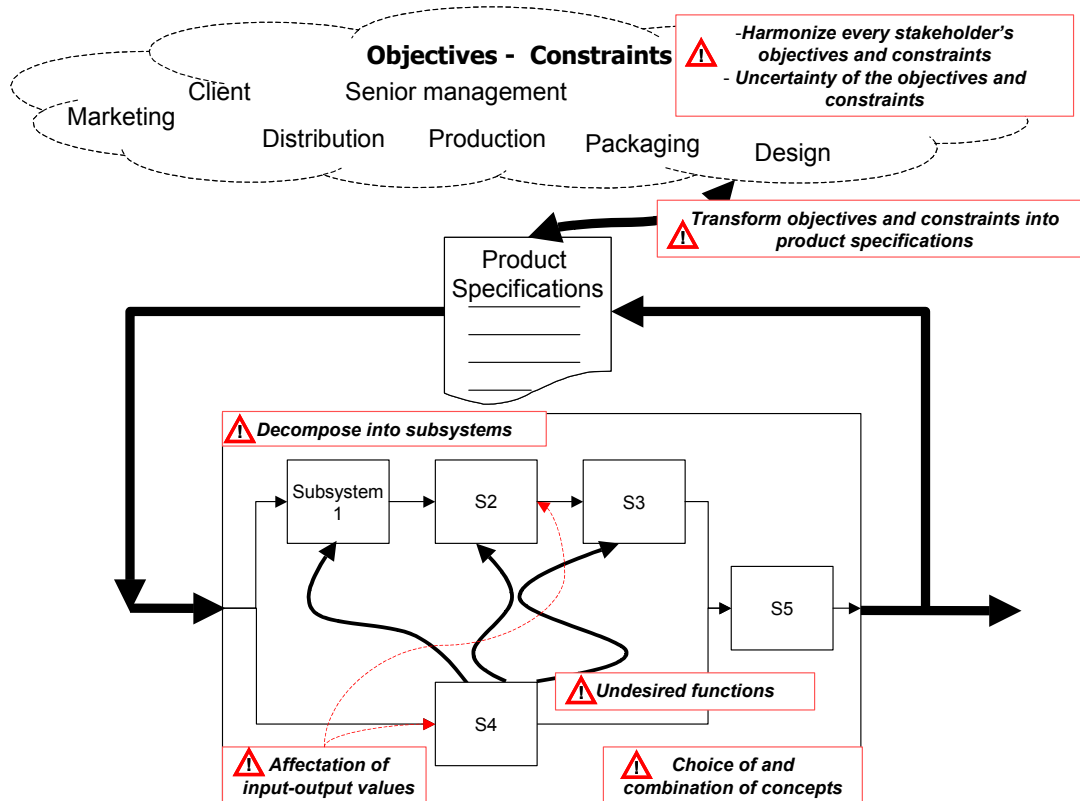 Objectives - Constraints
-Harmonize every stakeholder's
objectives and constraints
- Uncertainty of the objectives and
constraints
!
Client
Senior management
Marketing
Distribution
Production
Packaging
Design
!
Transform objectives and constraints into
product specifications
Product
Specifications
!
Decompose into subsystems
Subsystem
1
S2
S3
S5
!
Undesired functions
S4
!
Affectation of
input-output values
!
Choice of and
combination of concepts